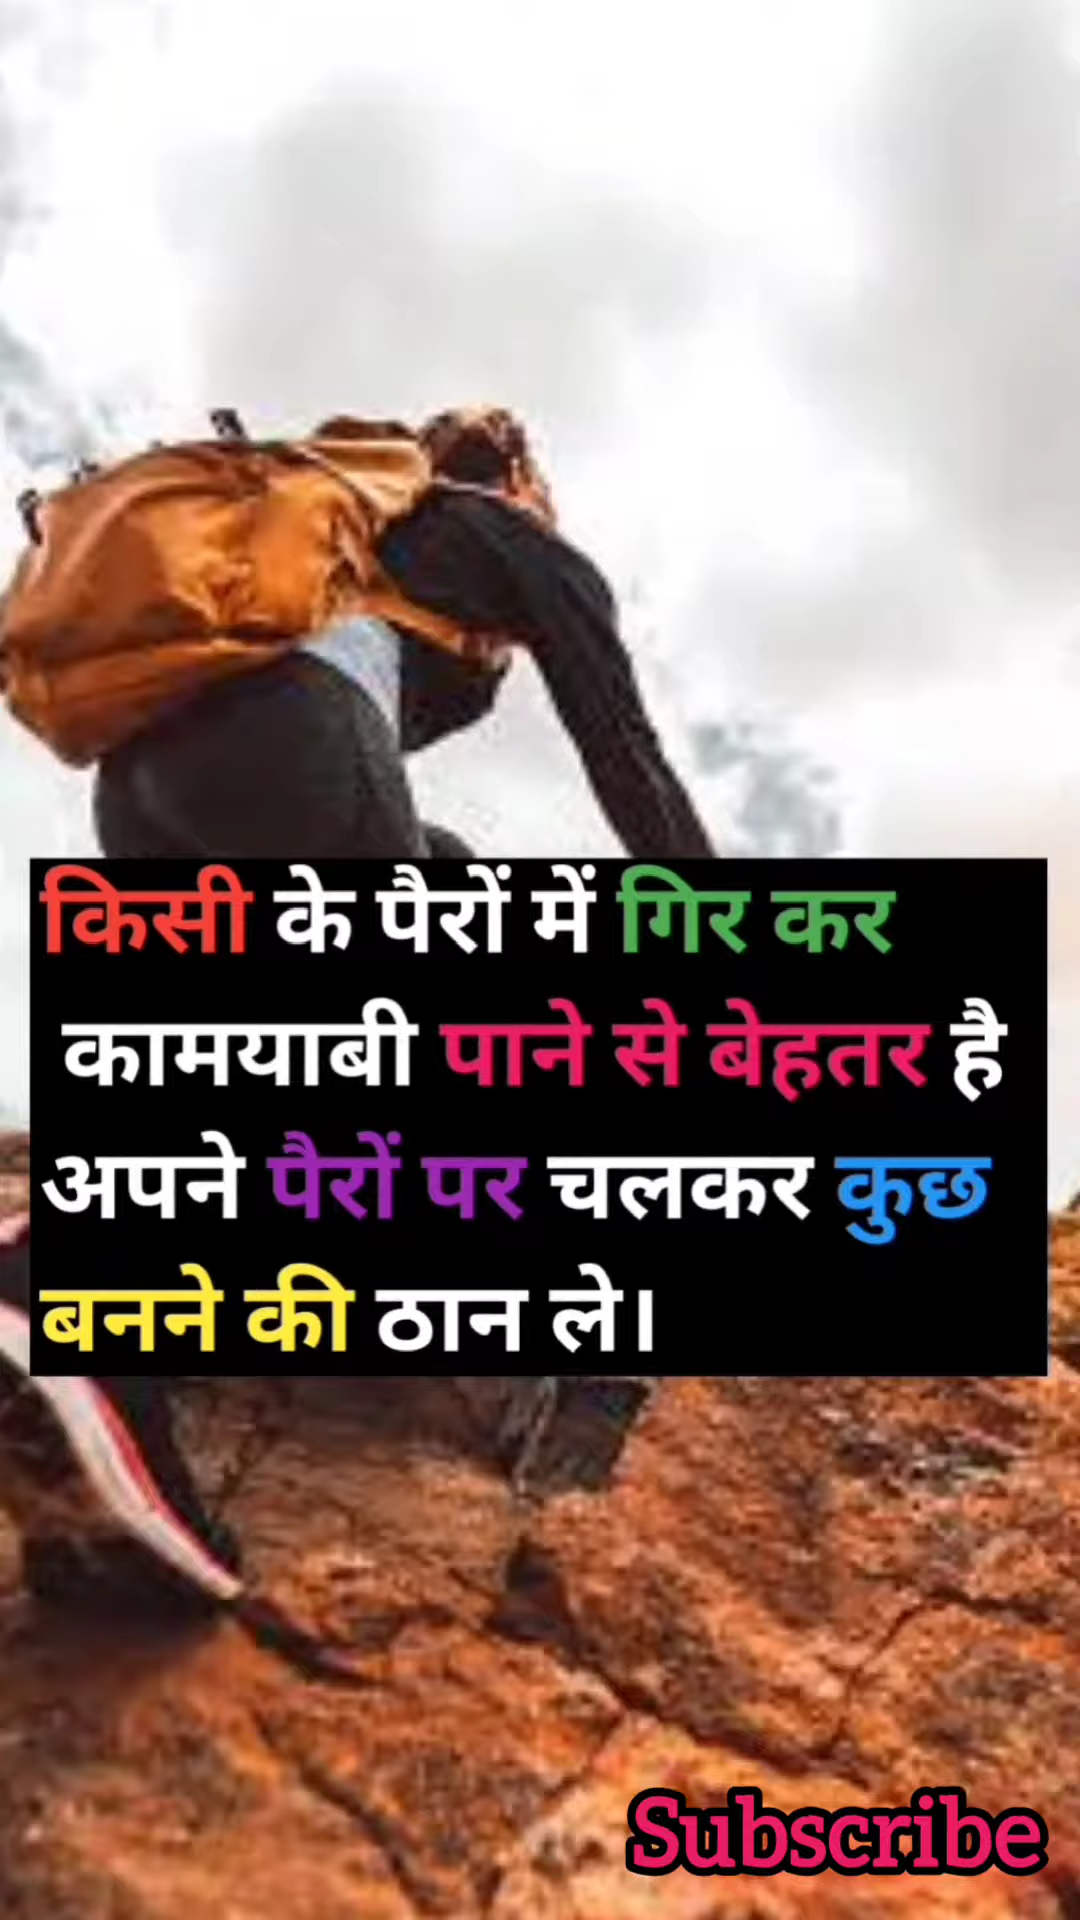 किसी के पैरों में गिर कर
कामयाबी पाने से बेहतर है
अपने पैरों पर चलकर कुछ
बनने की ठान ले।
Subscribe